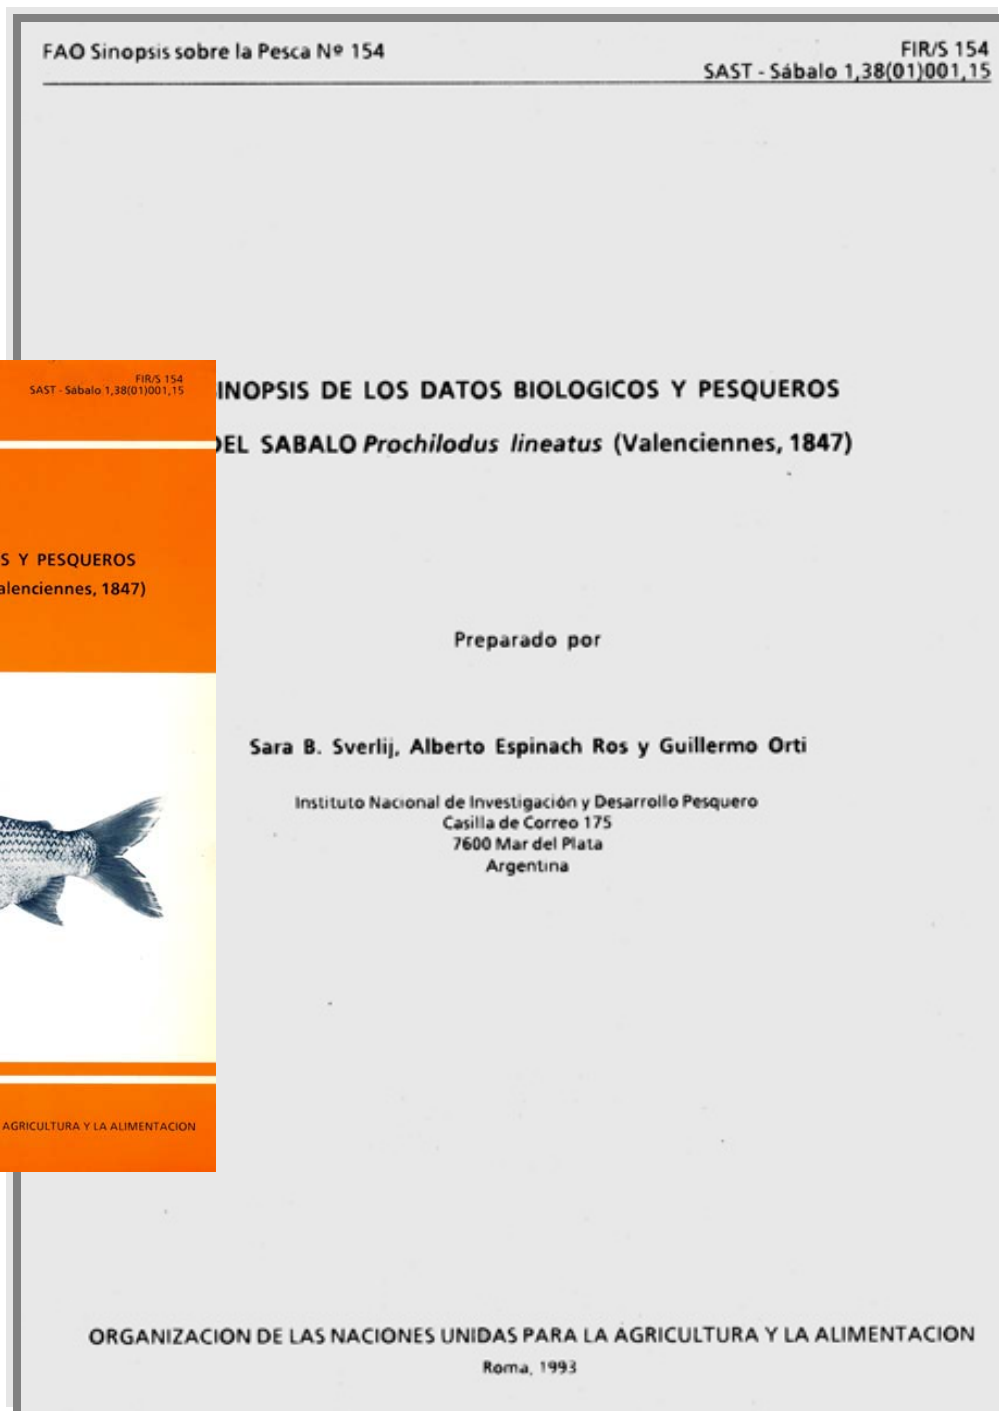 FAO Sinopsis sobre la Pesca Nº 154
FIR/S 154
SAST - Sábalo 1,38(01)001,15
INOPSIS DE LOS DATOS BIOLOGICOS Y PESQUEROS
DEL SABALO Prochilodus lineatus (Valenciennes, 1847)
Preparado por
Sara B. Sverlij, Alberto Espinach Ros y Guillermo Orti
Instituto Nacional de Investigación y Desarrollo Pesquero
Casilla de Correo 175
7600 Mar del Plata
Argentina
ORGANIZACION DE LAS NACIONES UNIDAS PARA LA AGRICULTURA Y LA ALIMENTACION
Roma, 1993
FIR/S 154
SAST - Sábalo 1,38(01)001,15
S Y PESQUEROS
alenciennes, 1847)
AGRICULTURA Y LA ALIMENTACION